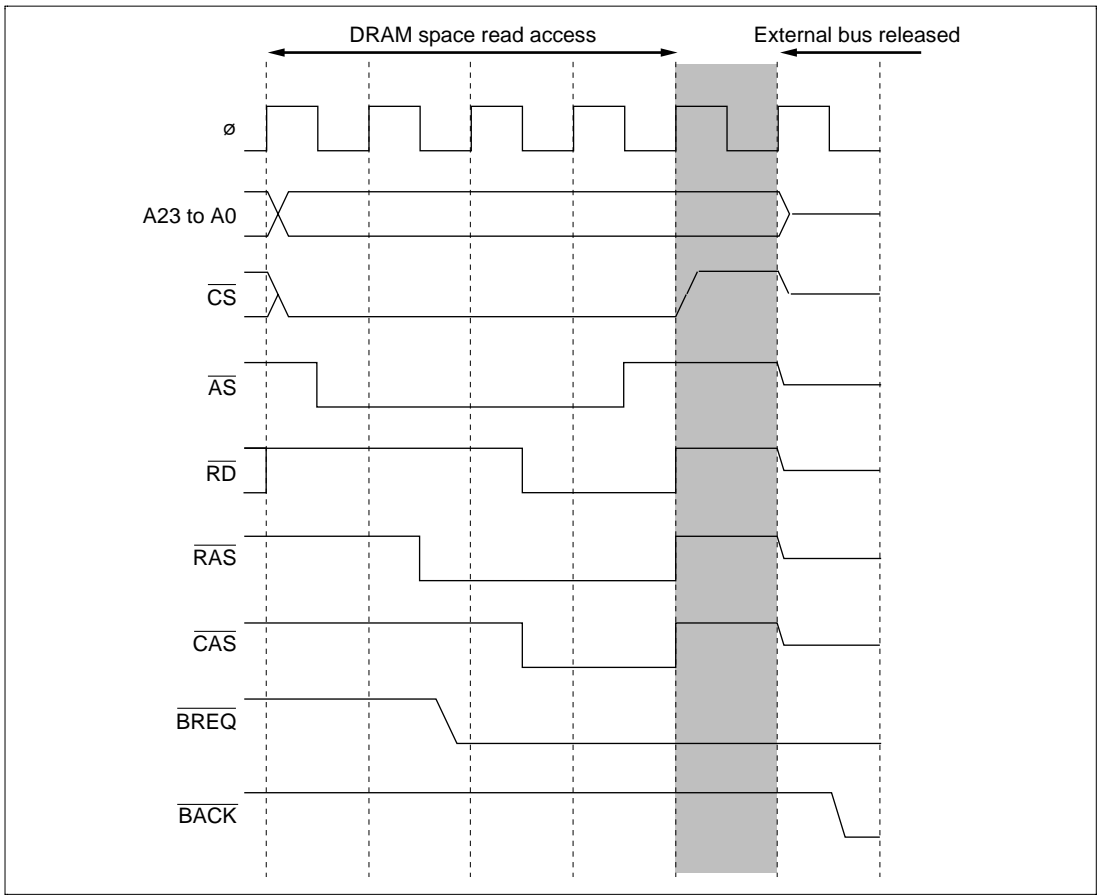 DRAM space read access
External bus released
ø
A23 to A0
CS
AS
RD
RAS
CAS
BREQ
BACK